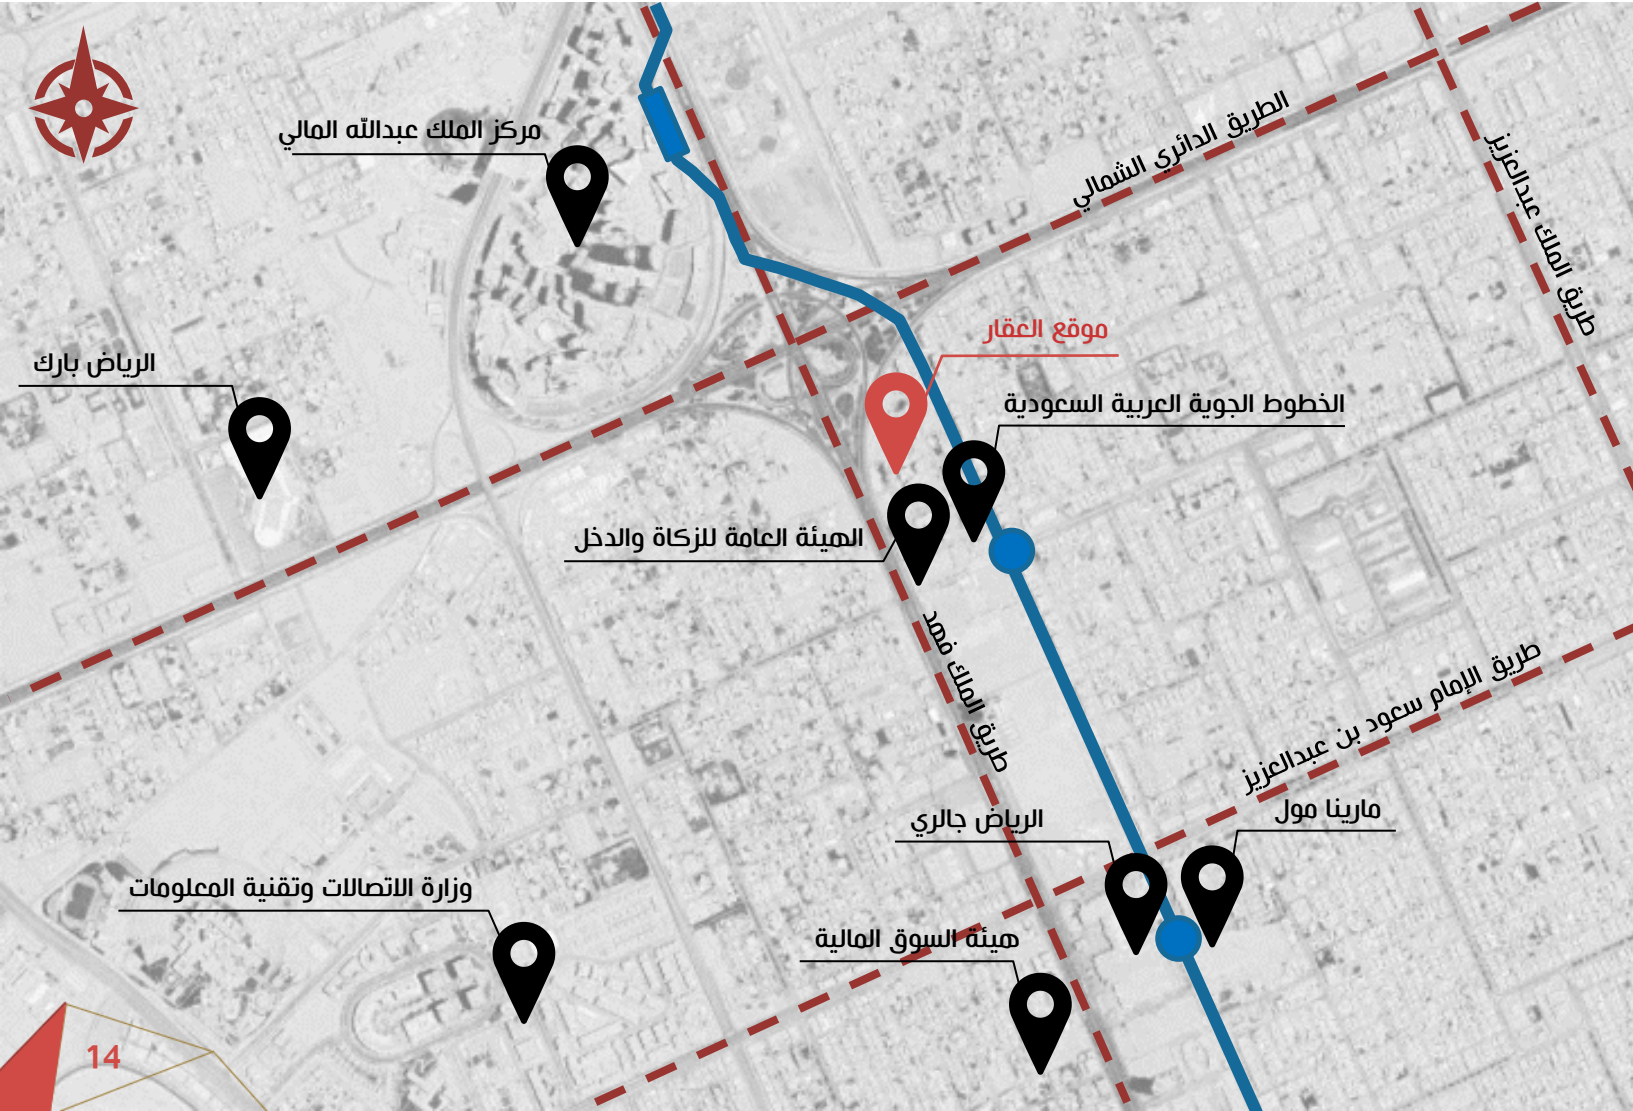 مركز الملك عبدالله المالي
الطريق الدائري الشمالي
طريق الملك عبدالعزيز
موقع العقار
الرياض بارك
الخطوط الجوية العربية السعودية
الهيئة العامة للزكاة والدخل
طريق الملك فهد
طريق الإمام سعود بن عبدالعزيز
مارينا مول
الرياض جالري
وزارة الاتصالات وتقنية المعلومات
هيئة السوق المالية
14